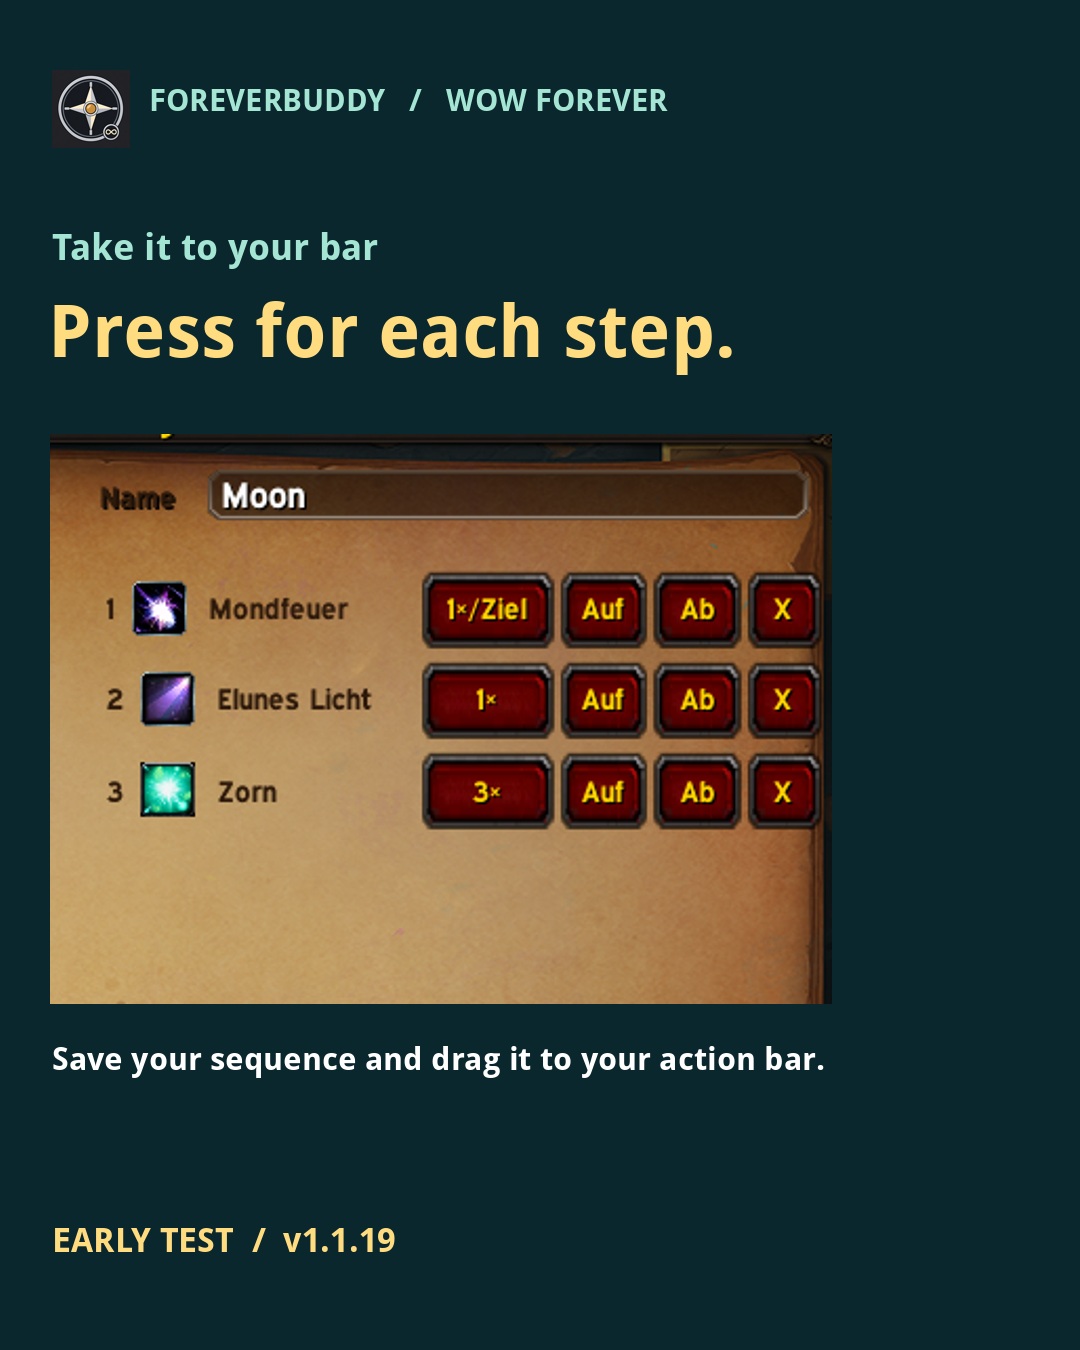 FOREVERBUDDY / WOW FOREVER
Take it to your bar
Press for each step.
Name Moon
1 Mondfeuer 1×/Ziel Auf Ab X
2 Elunes Licht 1× Auf Ab X
3 Zorn 3× Auf Ab X
Save your sequence and drag it to your action bar.
EARLY TEST / v1.1.19